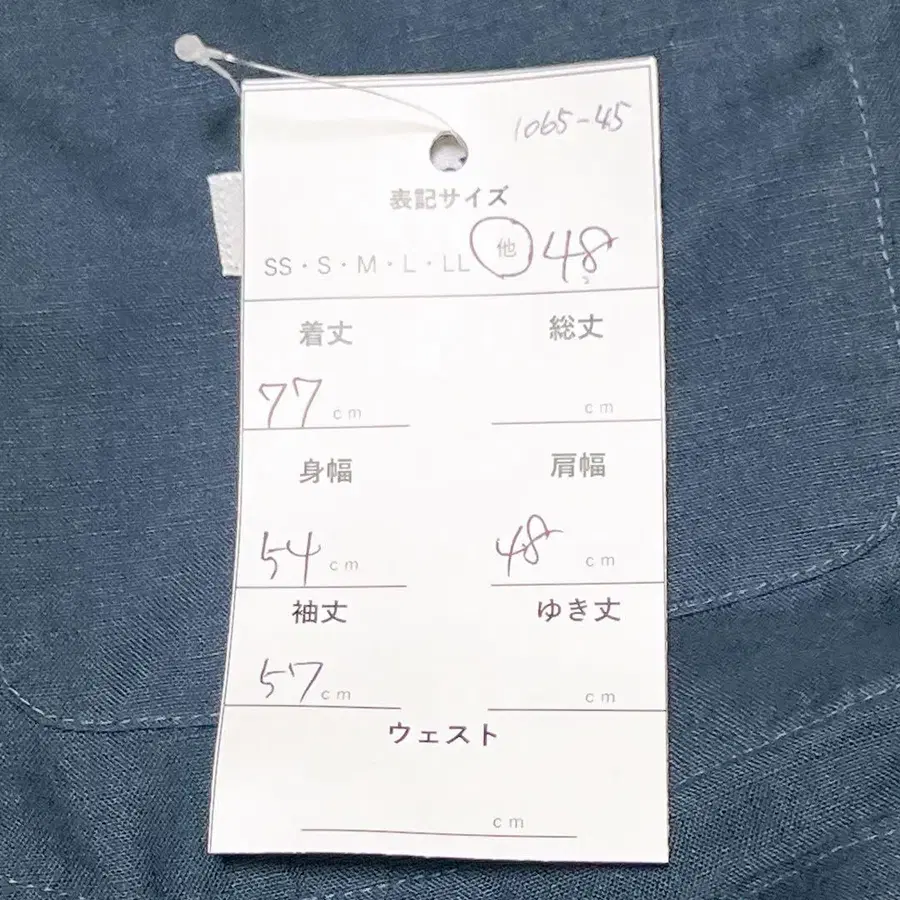 1065-45
表記サイズ
SS・S・M・L・LL 他 48
着丈 総丈
77 cm cm
身幅 肩幅
54 cm 48 cm
袖丈 ゆき丈
57 cm cm
ウェスト
cm